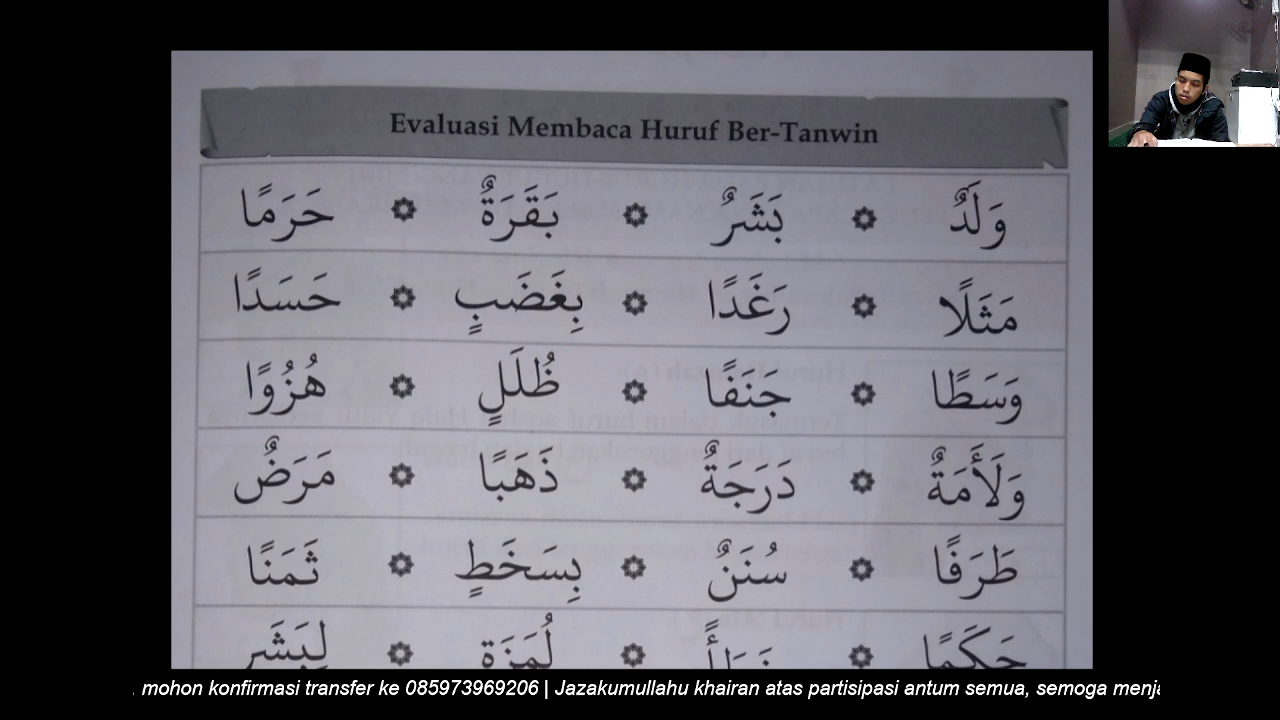 Evaluasi Membaca Huruf Ber-Tanwin
وَلَدٌ ۞ بَشَرٌ ۞ بَقَرَةٌ ۞ حَرَمًا
مَثَلًا ۞ رَغَدًا ۞ بِغَضَبٍ ۞ حَسَدًا
وَسَطًا ۞ جَنَفًا ۞ ظُلَلٍ ۞ هُزُوًا
وَلَأَمَةٌ ۞ دَرَجَةٌ ۞ ذَهَبًا ۞ مَرَضٌ
طَرَفًا ۞ سُنَنٌ ۞ بِسَخَطٍ ۞ ثَمَنًا
حَكَمًا ۞ ۞ لُمَزَةٍ ۞ لِبَشَرٍ
. mohon konfirmasi transfer ke 085973969206 | Jazakumullahu khairan atas partisipasi antum semua, semoga